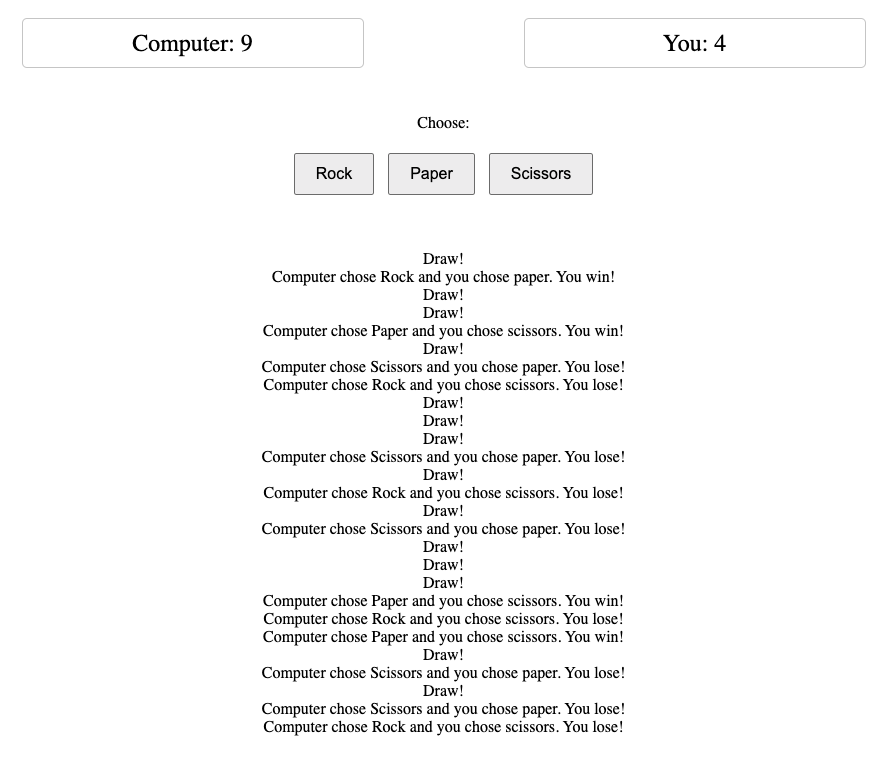 Computer: 9
You: 4
Choose:
Rock
Paper
Scissors
Draw!
Computer chose Rock and you chose paper. You win!
Draw!
Draw!
Computer chose Paper and you chose scissors. You win!
Draw!
Computer chose Scissors and you chose paper. You lose!
Computer chose Rock and you chose scissors. You lose!
Draw!
Draw!
Draw!
Computer chose Scissors and you chose paper. You lose!
Draw!
Computer chose Rock and you chose scissors. You lose!
Draw!
Computer chose Scissors and you chose paper. You lose!
Draw!
Draw!
Draw!
Computer chose Paper and you chose scissors. You win!
Computer chose Rock and you chose scissors. You lose!
Computer chose Paper and you chose scissors. You win!
Draw!
Computer chose Scissors and you chose paper. You lose!
Draw!
Computer chose Scissors and you chose paper. You lose!
Computer chose Rock and you chose scissors. You lose!